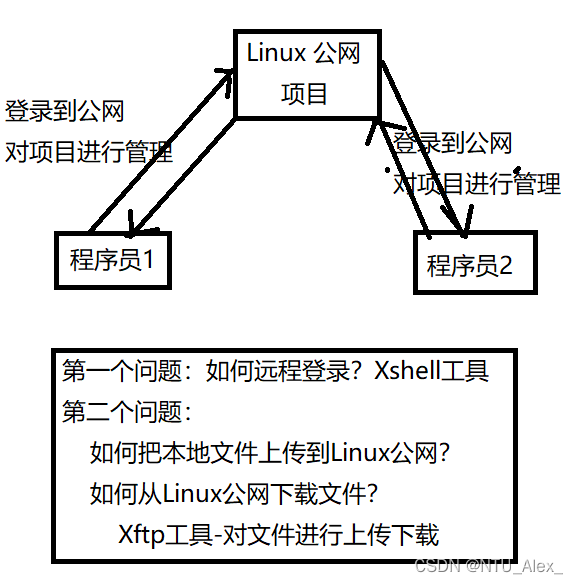 Linux 公网
项目
登录到公网
对项目进行管理
登录到公网
对项目进行管理
程序员1
程序员2
第一个问题：如何远程登录？Xshell工具
第二个问题：
如何把本地文件上传到Linux公网？
如何从Linux公网下载文件？
Xftp工具-对文件进行上传下载
CSDN @NTU_Alex_